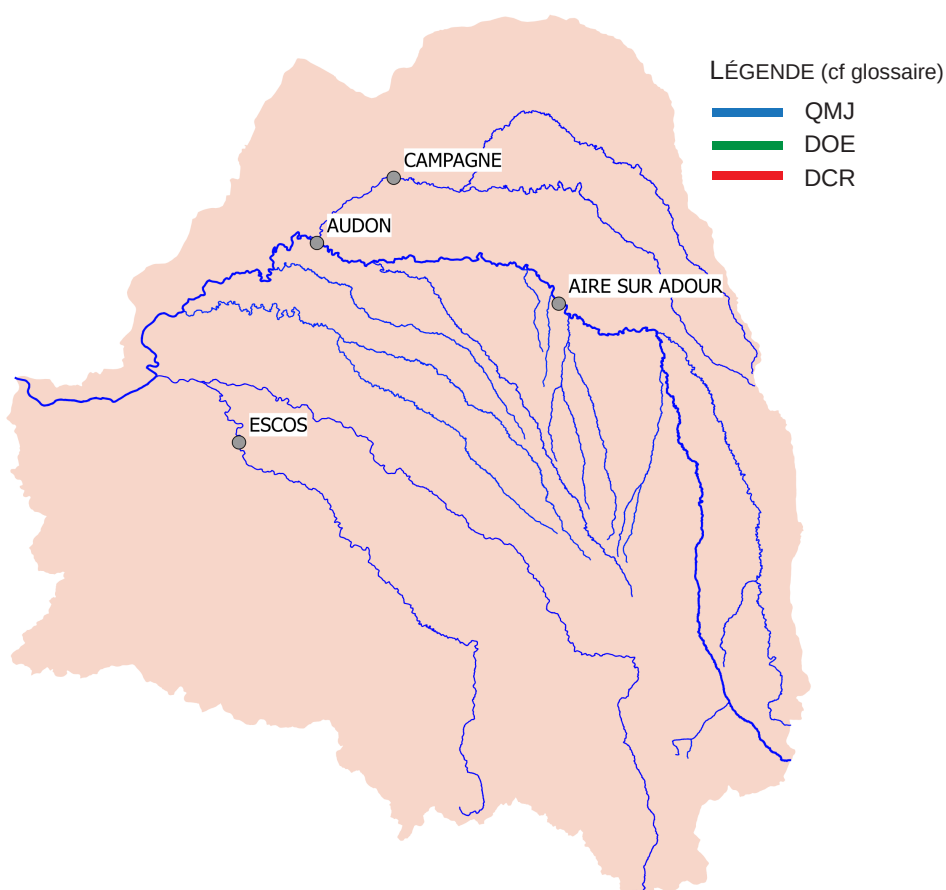 LÉGENDE (cf glossaire)
QMJ
DOE
DCR
CAMPAGNE
AUDON
AIRE SUR ADOUR
ESCOS